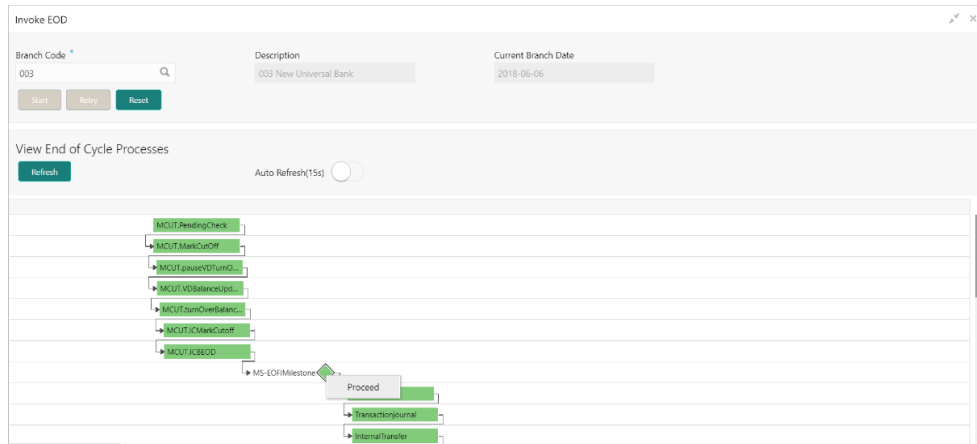 Invoke EOD
Branch Code *
Description
Current Branch Date
003
003 New Universal Bank
2018-06-06
Start
Retry
Reset
View End of Cycle Processes
Refresh
Auto Refresh(15s)
MCUT.PendingCheck
MCUT.MarkCutOff
MCUT.pauseVDTurnO...
MCUT.VDBalanceUpd...
MCUT.turnOverBalanc...
MCUT.ICMarkCutoff
MCUT.ICBEOD
MS-EOFIMilestone
Proceed
Transactionjournal
InternalTransfer